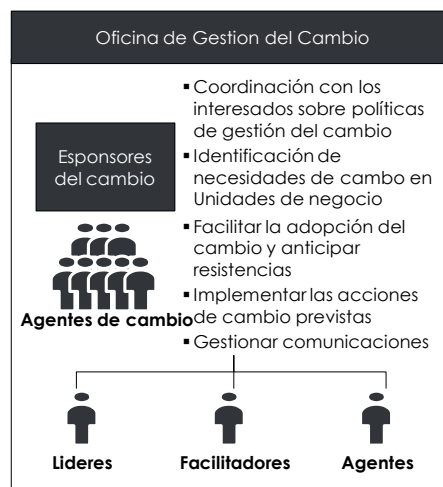 Oficina de Gestion del Cambio
Esponsores
del cambio
Agentes de cambio
▪ Coordinación con los
interesados sobre políticas
de gestión del cambio
▪ Identificación de
necesidades de cambo en
Unidades de negocio
▪ Facilitar la adopción del
cambio y anticipar
resistencias
▪ Implementar las acciones
de cambio previstas
▪ Gestionar comunicaciones
Lideres
Facilitadores
Agentes